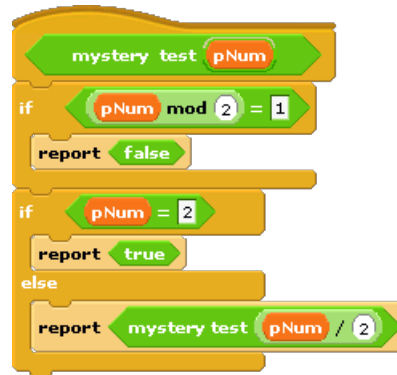 mystery test pNum
if pNum mod 2 = 1
report false
if pNum = 2
report true
else
report mystery test pNum / 2